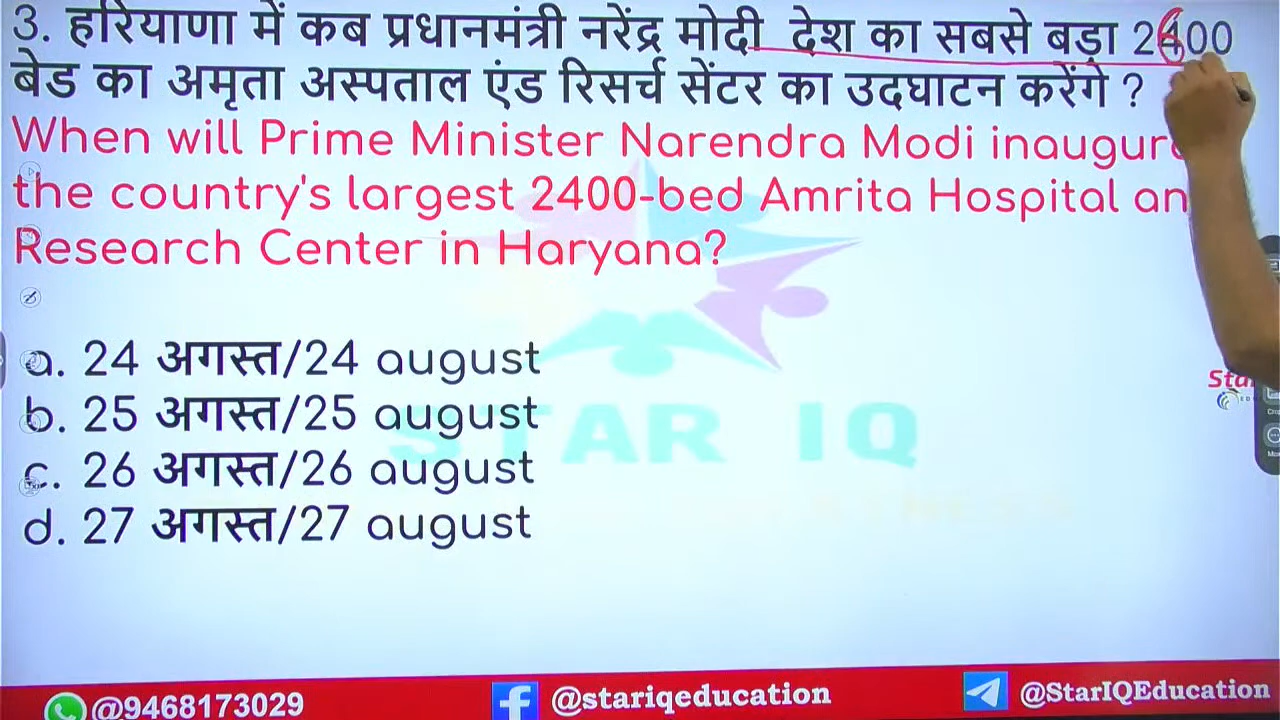 3. हरियाणा में कब प्रधानमंत्री नरेंद्र मोदी देश का सबसे बड़ा 2400
बेड का अमृता अस्पताल एंड रिसर्च सेंटर का उदघाटन करेंगे ?
When will Prime Minister Narendra Modi
the country's largest 2400-bed Amrita Hospital
Research Center in Haryana?
a. 24 अगस्त/24 august
b. 25 अगस्त/25 august
c. 26 अगस्त/26 august
d. 27 अगस्त/27 august
STAR IQ
@9468173029
@stariqeducation
@StarIQEducation